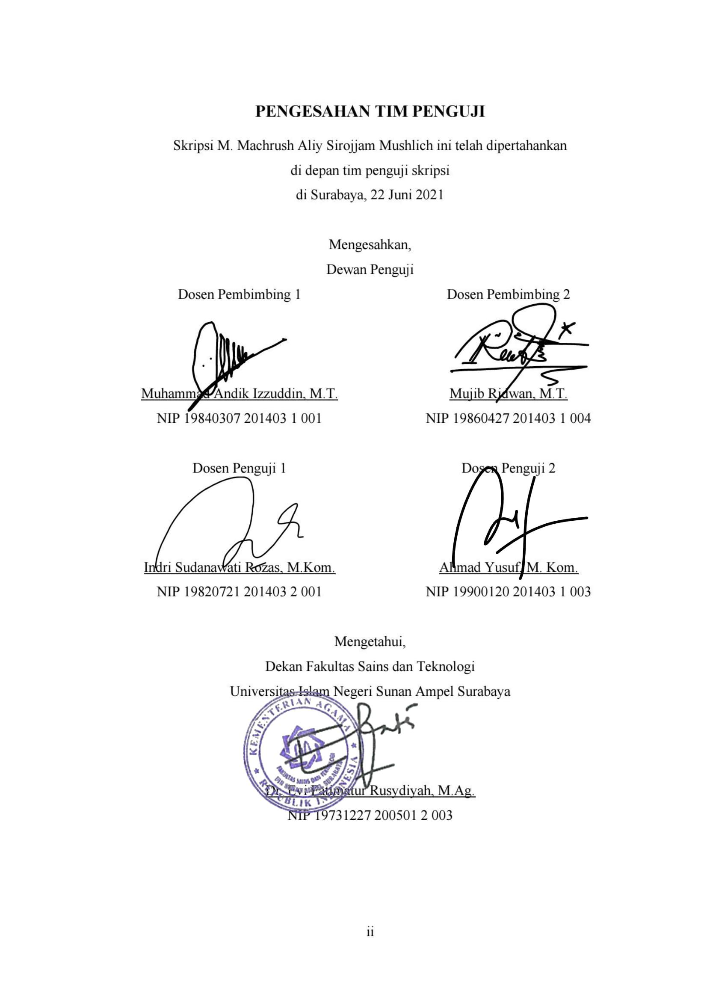 PENGESAHAN TIM PENGUJI
Skripsi M. Machrush Aliy Sirojjam Mushlich ini telah dipertahankan
di depan tim penguji skripsi
di Surabaya, 22 Juni 2021
Mengesahkan,
Dewan Penguji
Dosen Pembimbing 1
Dosen Pembimbing 2
Muhammad Andik Izzuddin, M.T.
Mujib Ridwan, M.T.
NIP 19840307 201403 1 001
NIP 19860427 201403 1 004
Dosen Penguji 1
Dosen Penguji 2
Indri Sudanawati Rozas, M.Kom.
Ahmad Yusuf, M. Kom.
NIP 19820721 201403 2 001
NIP 19900120 201403 1 003
Mengetahui,
Dekan Fakultas Sains dan Teknologi
Universitas Islam Negeri Sunan Ampel Surabaya
KEMENTERIAN AGAMA
FAKULTAS SAINS DAN TEKNOLOGI
UIN SUNAN AMPEL SURABAYA
REPUBLIK INDONESIA
Dr. Evi Fatimatur Rusydiyah, M.Ag.
NIP 19731227 200501 2 003
ii